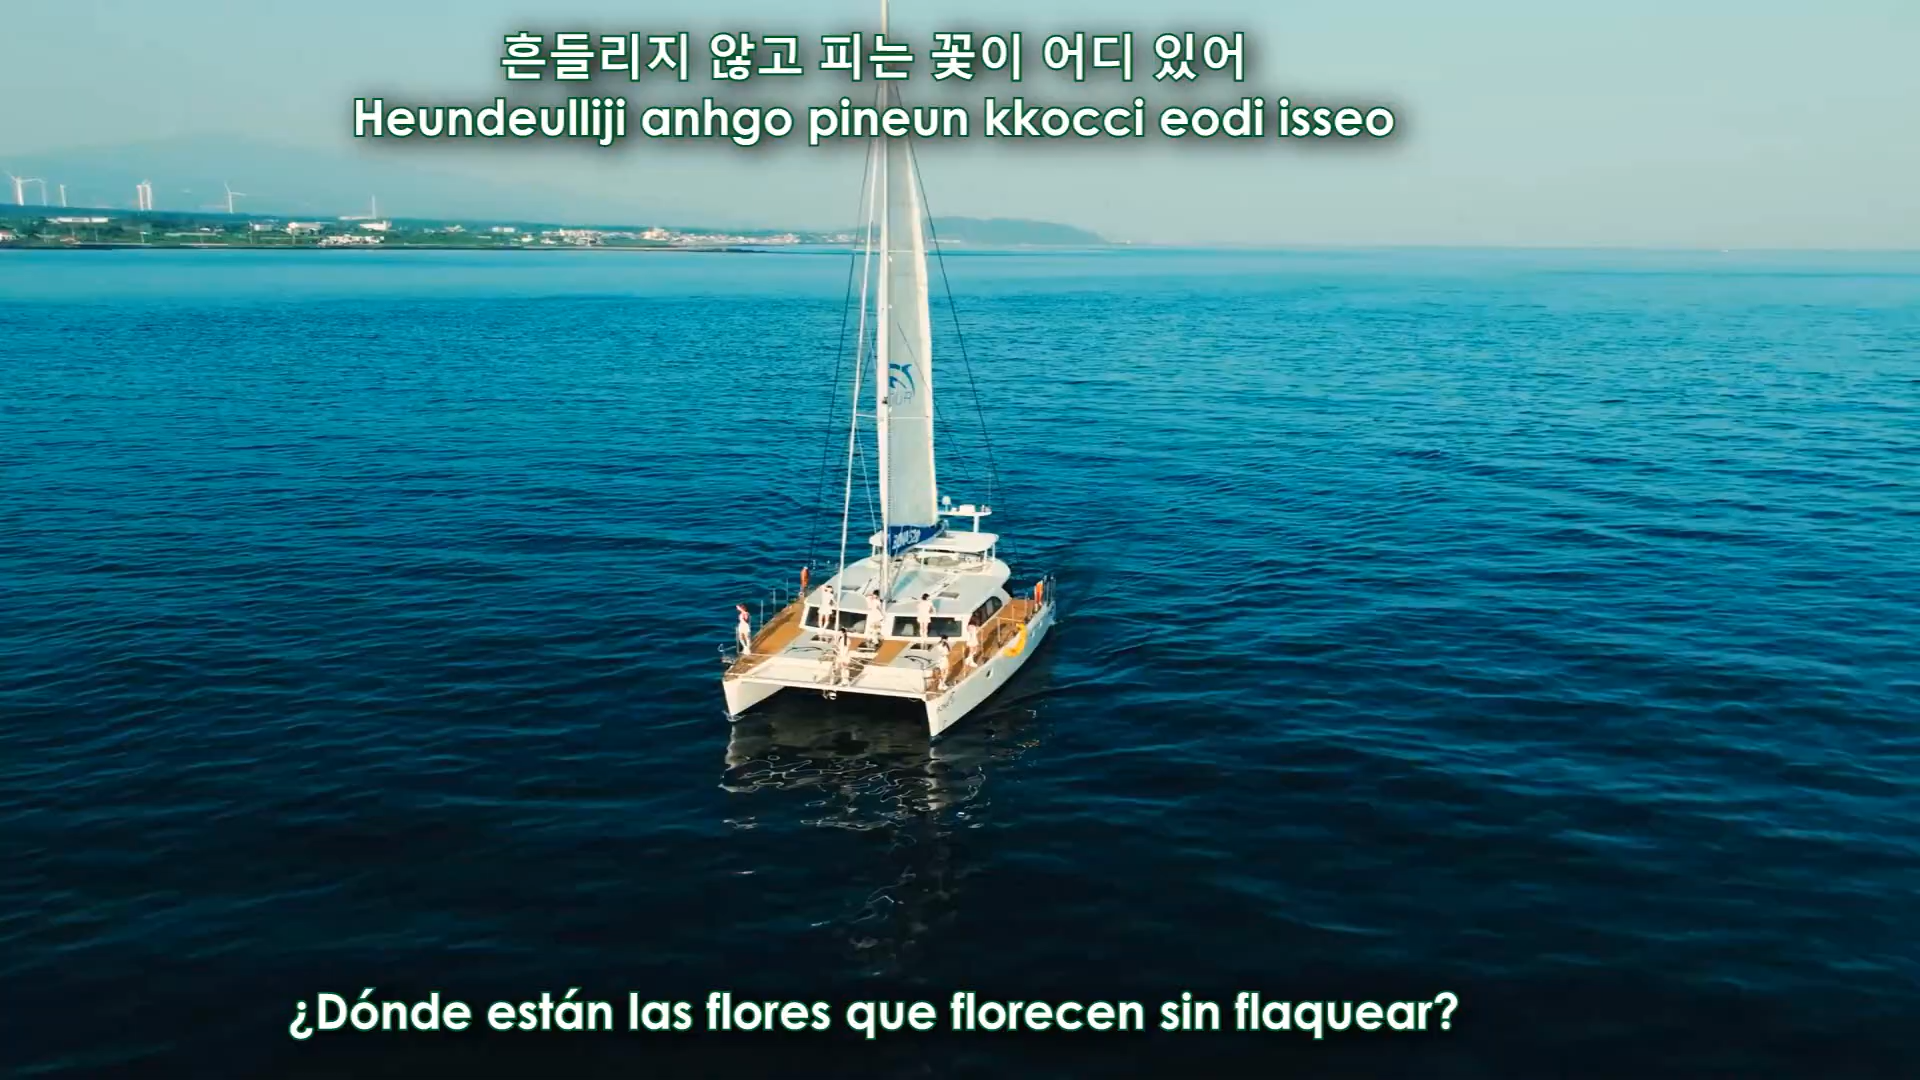 흔들리지 않고 피는 꽃이 어디 있어
Heundeulliji anhgo pineun kkocci eodi isseo
¿Dónde están las flores que florecen sin flaquear?